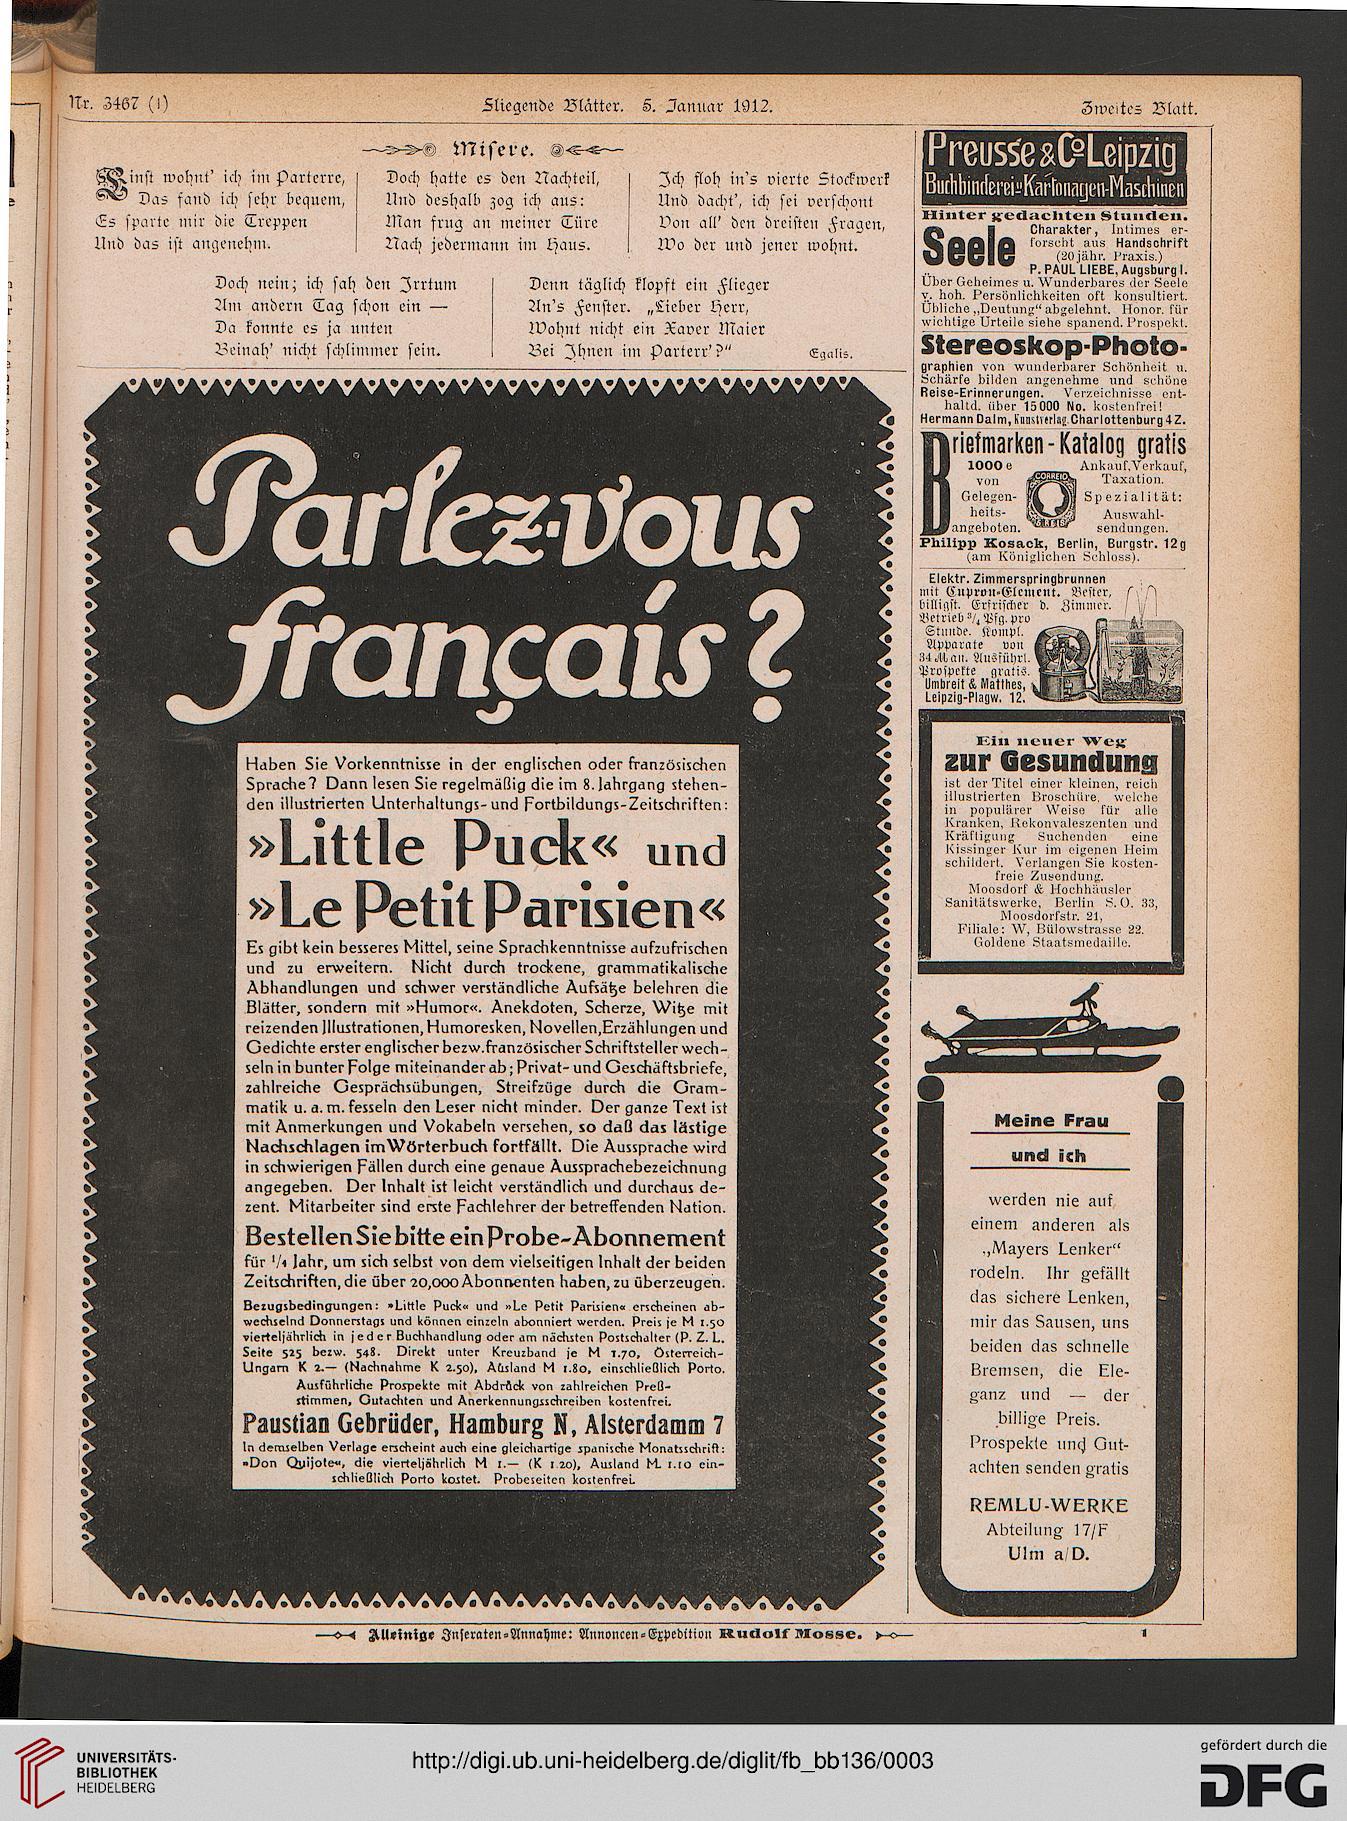 Nr. 3467 (1)
Fliegende Blätter. 5. Januar 1912.
Zweites Blatt.
Misere.
Einst wohnt' ich im Parterre,
Das fand ich sehr bequem,
Es sparte mir die Treppen
Und das ist angenehm.
Doch hatte es den Nachteil,
Und deshalb zog ich aus:
Man frug an meiner Türe
Nach jedermann im Haus.
Ich floh in's vierte Stockwerk
Und dacht', ich sei verschont
Von all' den dreisten Fragen,
Wo der und jener wohnt.
Doch nein; ich sah den Irrtum
Am andern Tag schon ein —
Da konnte es ja unten
Beinah' nicht schlimmer sein.
Denn täglich klopft ein Flieger
An's Fenster. „Lieber Herr,
Wohnt nicht ein Xaver Maier
Bei Ihnen im Parterr'?"
Egalis.
Parlez-vous
français?
Haben Sie Vorkenntnisse in der englischen oder französischen
Sprache? Dann lesen Sie regelmäßig die im 8. Jahrgang stehen-
den illustrierten Unterhaltungs- und Fortbildungs-Zeitschriften:
»Little Puck« und
»Le Petit Parisien«
Es gibt kein besseres Mittel, seine Sprachkenntnisse aufzufrischen
und zu erweitern. Nicht durch trockene, grammatikalische
Abhandlungen und schwer verständliche Aufsätze belehren die
Blätter, sondern mit »Humor«. Anekdoten, Scherze, Witze mit
reizenden Illustrationen, Humoresken, Novellen, Erzählungen und
Gedichte erster englischer bezw. französischer Schriftsteller wech-
seln in bunter Folge miteinander ab; Privat- und Geschäftsbriefe,
zahlreiche Gesprächsübungen, Streifzüge durch die Gram-
matik u. a. m. fesseln den Leser nicht minder. Der ganze Text ist
mit Anmerkungen und Vokabeln versehen, so daß das lästige
Nachschlagen im Wörterbuch fortfällt. Die Aussprache wird
in schwierigen Fällen durch eine genaue Aussprachebezeichnung
angegeben. Der Inhalt ist leicht verständlich und durchaus de-
zent. Mitarbeiter sind erste Fachlehrer der betreffenden Nation.
Bestellen Sie bitte ein Probe-Abonnement
für 1/4 Jahr, um sich selbst von dem vielseitigen Inhalt der beiden
Zeitschriften, die über 20,000 Abonnenten haben, zu überzeugen.
Bezugsbedingungen: »Little Puck« und »Le Petit Parisien« erscheinen ab-
wechselnd Donnerstags und können einzeln abonniert werden. Preis je M 1.50
vierteljährlich in jeder Buchhandlung oder am nächsten Postschalter (P. Z. L.
Seite 525 bezw. 548. Direkt unter Kreuzband je M 1.70, Österreich-
Ungarn K 2.— (Nachnahme K 2.50), Ausland M 1.80, einschließlich Porto.
Ausführliche Prospekte mit Abdruck von zahlreichen Preß-
stimmen, Gutachten und Anerkennungsschreiben kostenfrei.
Paustian Gebrüder, Hamburg N, Alsterdamm 7
In demselben Verlage erscheint auch eine gleichartige spanische Monatsschrift:
»Don Quijote«, die vierteljährlich M 1.— (K 1.20), Ausland M. 1.10 ein-
schließlich Porto kostet. Probeseiten kostenfrei.
Preusse & Co Leipzig
Buchbinderei- u. Kartonagen-Maschinen
Hinter gedachten Stunden.
Seele Charakter, Intimes er-
forscht aus Handschrift
(20 jähr. Praxis.)
P. PAUL LIEBE, Augsburg I.
Über Geheimes u. Wunderbares der Seele
v. hoh. Persönlichkeiten oft konsultiert.
Übliche „Deutung" abgelehnt. Honor. für
wichtige Urteile siehe spanend. Prospekt.
Stereoskop-Photo-
graphien von wunderbarer Schönheit u.
Schärfe bilden angenehme und schöne
Reise-Erinnerungen. Verzeichnisse ent-
haltd. über 15000 No. kostenfrei!
Hermann Dalm, Kunstverlag, Charlottenburg 4 Z.
Briefmarken-Katalog gratis
1000e
von
Gelegen-
heits-
angeboten.
CORREIO
REIS
Ankauf, Verkauf,
Taxation.
Spezialität:
Auswahl-
sendungen.
Philipp Kosack, Berlin, Burgstr. 12g
(am Königlichen Schloss).
Elektr. Zimmerspringbrunnen
mit Cupron-Element. Bester,
billigst. Erfrischer d. Zimmer.
Betrieb 3/4 Pfg. pro
Stunde. Kompl.
Apparate von
34 M an. Ausführl.
Prospekte gratis.
Umbreit & Matthes,
Leipzig-Plagw. 12.
Ein neuer Weg
zur Gesundung
ist der Titel einer kleinen, reich
illustrierten Broschüre, welche
in populärer Weise für alle
Kranken, Rekonvaleszenten und
Kräftigung Suchenden eine
Kissinger Kur im eigenen Heim
schildert. Verlangen Sie kosten-
freie Zusendung.
Moosdorf & Hochhäusler
Sanitätswerke, Berlin S.O. 33,
Moosdorfstr. 21,
Filiale: W, Bülowstrasse 22.
Goldene Staatsmedaille.
Meine Frau
und ich
werden nie auf
einem anderen als
„Mayers Lenker"
rodeln. Ihr gefällt
das sichere Lenken,
mir das Sausen, uns
beiden das schnelle
Bremsen, die Ele-
ganz und — der
billige Preis.
Prospekte und Gut-
achten senden gratis
REMLU-WERKE
Abteilung 17/F
Ulm a/D.
Alleinige Inseraten-Annahme: Annoncen-Expedition Rudolf Mosse.
1
UNIVERSITÄTS-
BIBLIOTHEK
HEIDELBERG
http://digi.ub.uni-heidelberg.de/diglit/fb_bb136/0003
gefördert durch die
DFG